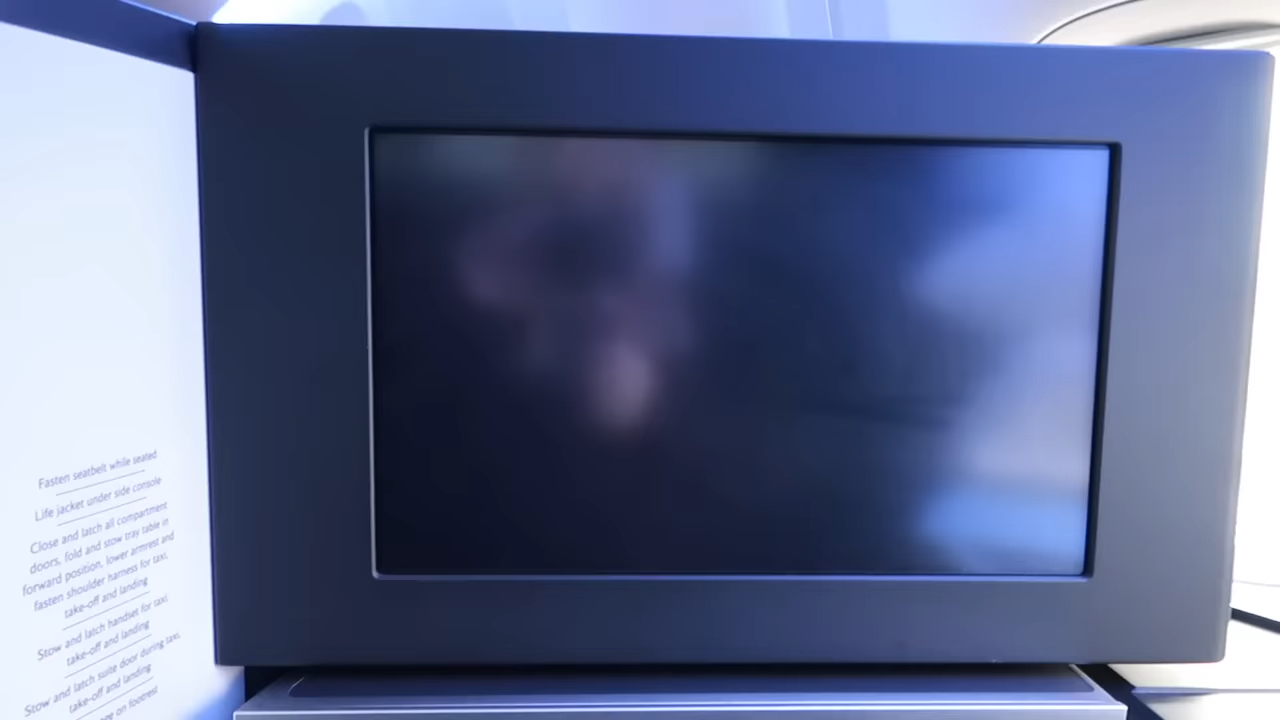 Fasten seatbelt while seated
Life jacket under side console
Close and latch all compartment
doors, fold and stow tray table in
forward position, lower armrest and
fasten shoulder harness for taxi,
take-off and landing
Stow and latch handset for taxi,
take-off and landing
Stow and latch suite door during taxi,
take-off and landing
on footrest